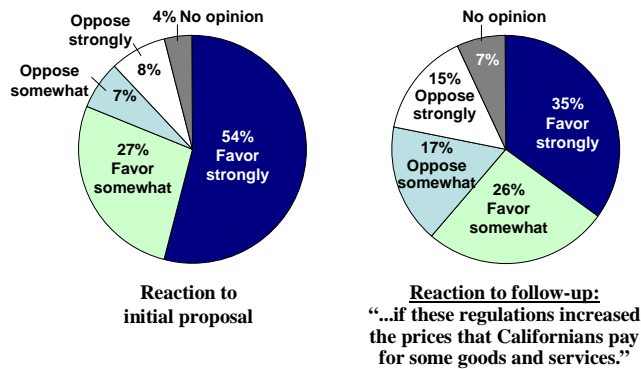 4% No opinion
Oppose
strongly
8%
Oppose
somewhat
7%
54%
Favor
strongly
27%
Favor
somewhat
Reaction to
initial proposal
No opinion
7%
15%
Oppose
strongly
35%
Favor
strongly
17%
Oppose
somewhat
26%
Favor
somewhat
Reaction to follow-up:
“...if these regulations increased
the prices that Californians pay
for some goods and services.”